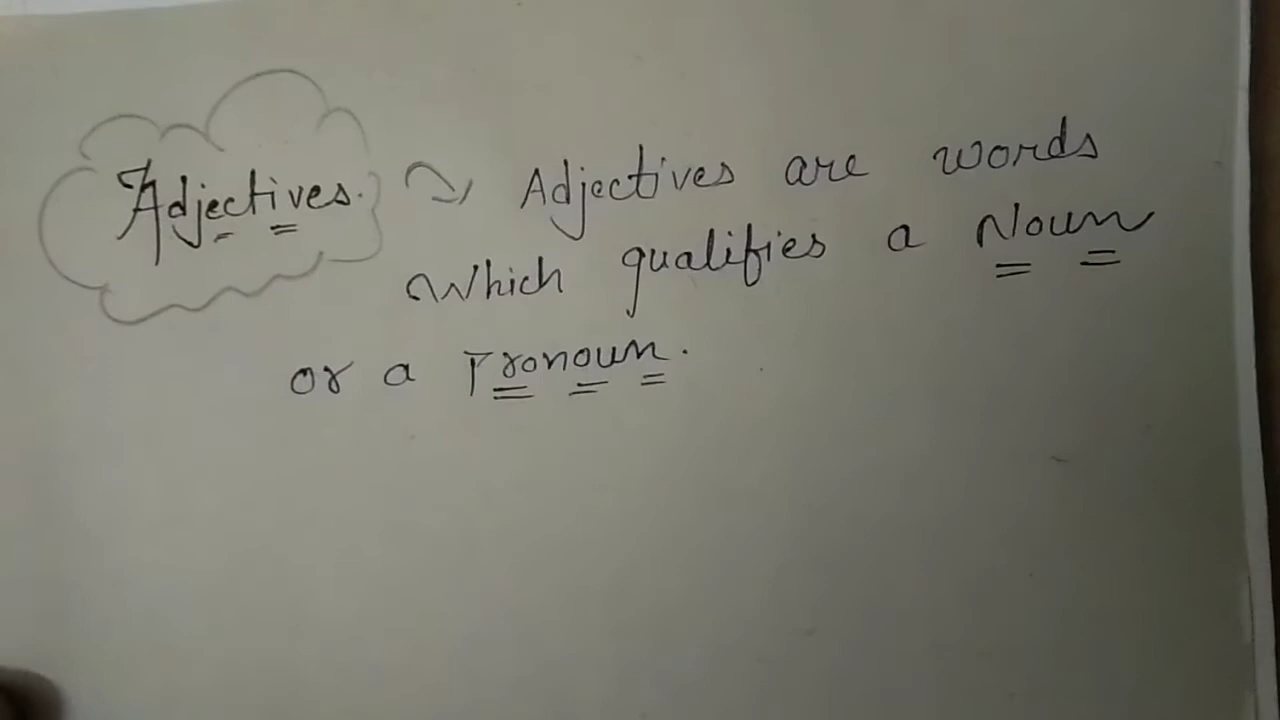 Adjectives. Adjectives are words
which qualifies a Noun
or a Pronoun.